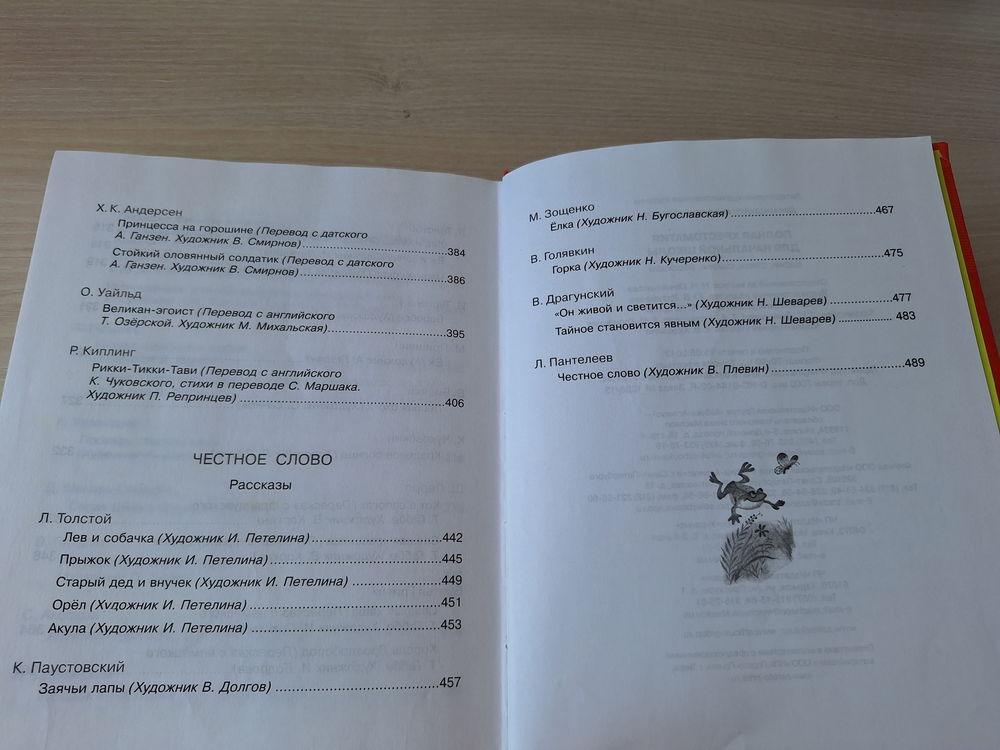 Х. К. Андерсен
Принцесса на горошине (Перевод с датского
А. Ганзен. Художник В. Смирнов)....................................384
Стойкий оловянный солдатик (Перевод с датского
А. Ганзен. Художник В. Смирнов)....................................386
О. Уайльд
Великан-эгоист (Перевод с английского
Т. Озёрской. Художник М. Михальская)............................395
Р. Киплинг
Рикки-Тикки-Тави (Перевод с английского
К. Чуковского, стихи в переводе С. Маршака.
Художник П. Репринцев)................................................406
ЧЕСТНОЕ СЛОВО
Рассказы
Л. Толстой
Лев и собачка (Художник И. Петелина)............................442
Прыжок (Художник И. Петелина)....................................445
Старый дед и внучек (Художник И. Петелина)..................449
Орёл (Художник И. Петелина)........................................451
Акула (Художник И. Петелина).......................................453
К. Паустовский
Заячьи лапы (Художник В. Долгов)..................................457
М. Зощенко
Ёлка (Художник Н. Бугославская)....................................467
В. Голявкин
Горка (Художник Н. Кучеренко)......................................475
В. Драгунский
«Он живой и светится...» (Художник Н. Шеварев)..............477
Тайное становится явным (Художник Н. Шеварев)............483
Л. Пантелеев
Честное слово (Художник В. Плевин)...............................489